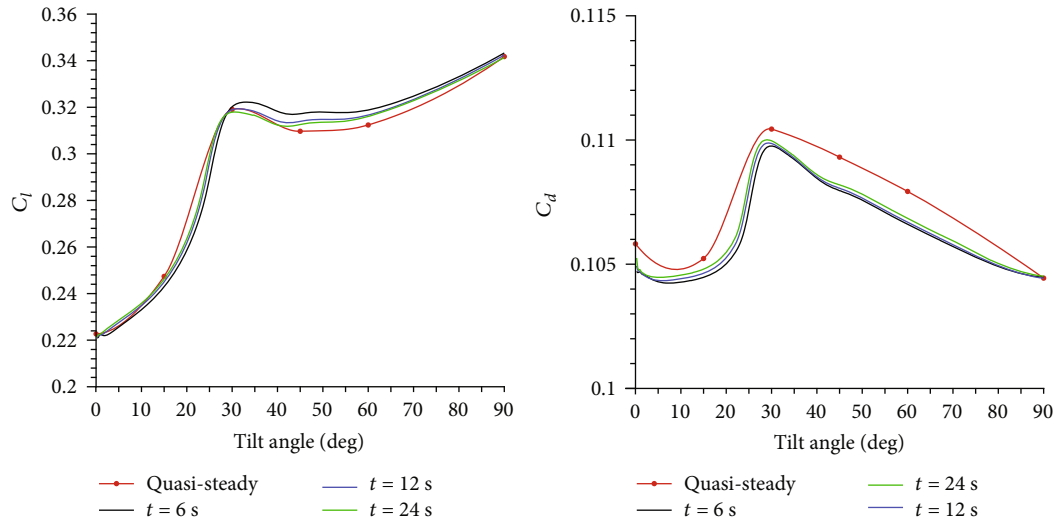 0.36
0.34
0.32
0.3
0.28
0.26
0.24
0.22
0.2
C_l
0 10 20 30 40 50 60 70 80 90
Tilt angle (deg)
Quasi-steady
t = 6 s
t = 12 s
t = 24 s
0.115
0.11
0.105
0.1
C_d
0 10 20 30 40 50 60 70 80 90
Tilt angle (deg)
Quasi-steady
t = 6 s
t = 24 s
t = 12 s